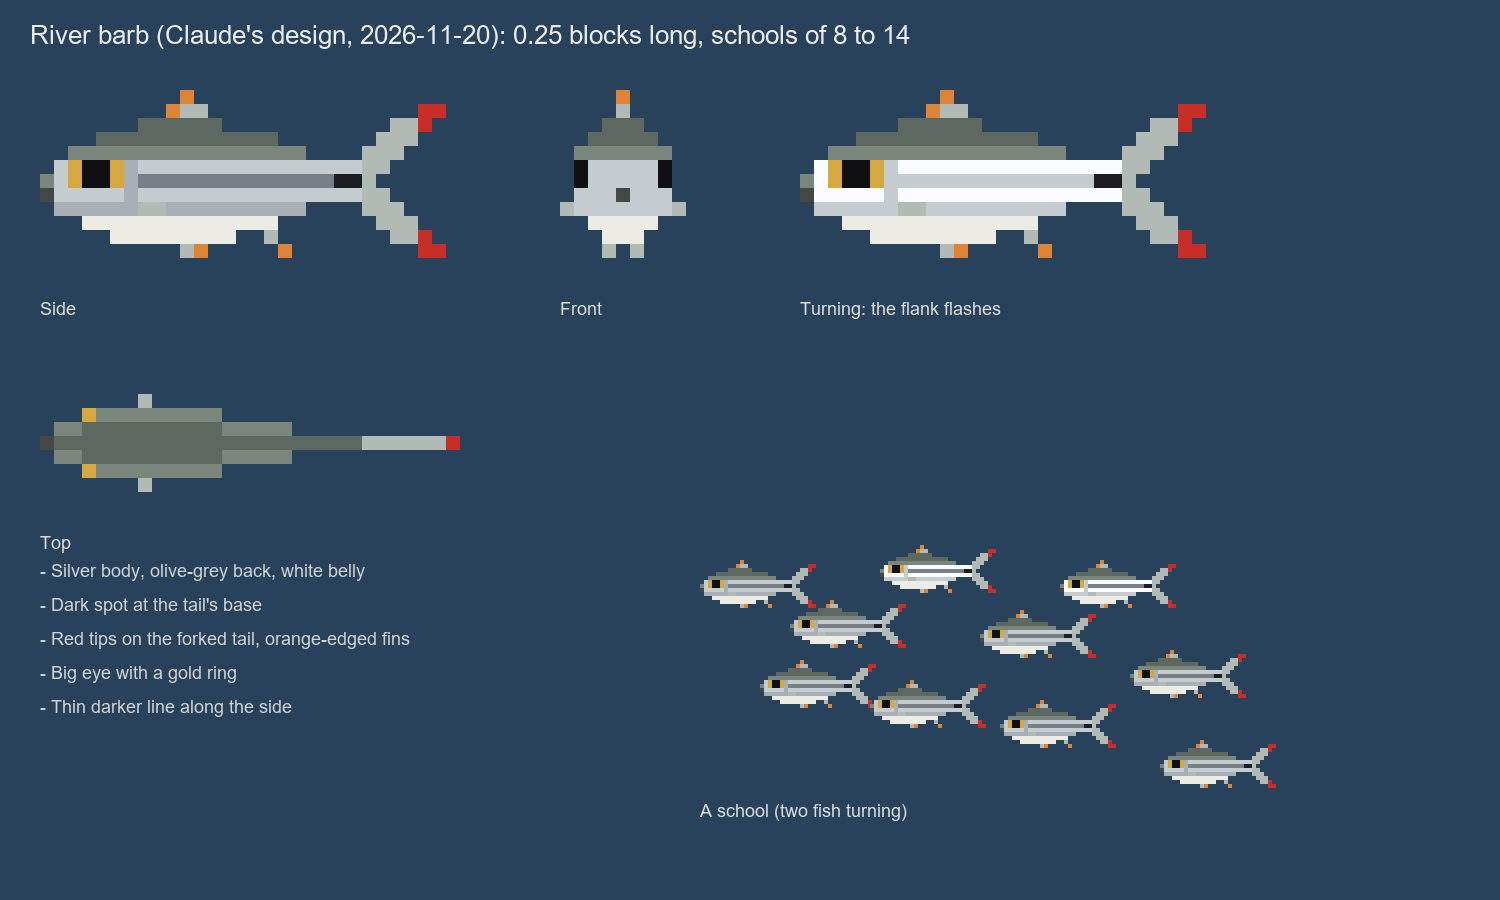 River barb (Claude's design, 2026-11-20): 0.25 blocks long, schools of 8 to 14
Side
Front
Turning: the flank flashes
Top
- Silver body, olive-grey back, white belly
- Dark spot at the tail's base
- Red tips on the forked tail, orange-edged fins
- Big eye with a gold ring
- Thin darker line along the side
A school (two fish turning)